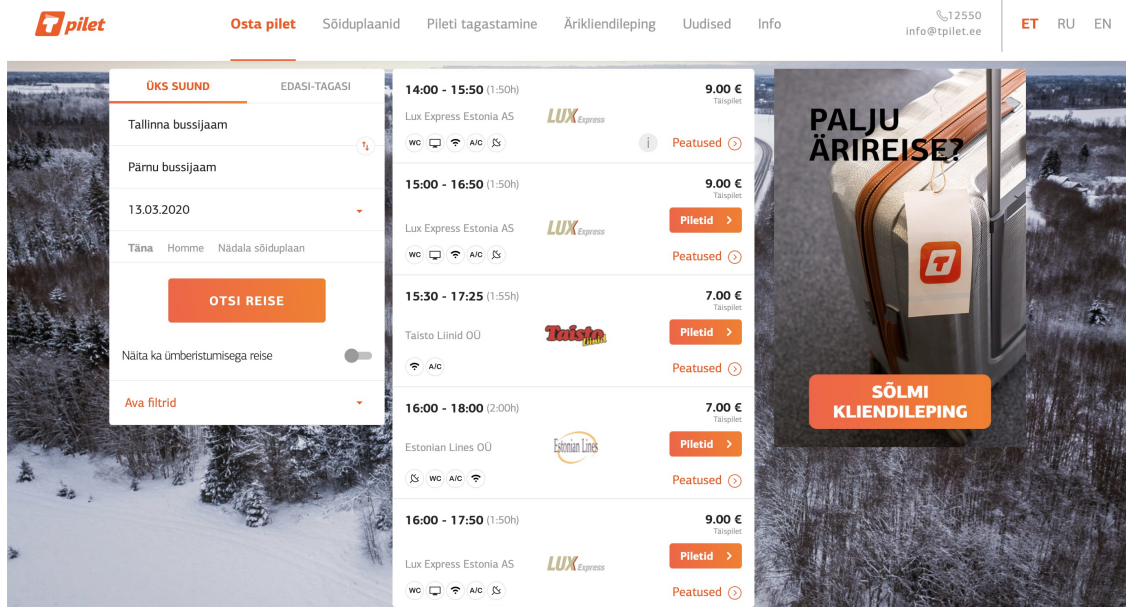 T pilet
Osta pilet
Sõiduplaanid
Pileti tagastamine
Ärikliendileping
Uudised
Info
12550
info@tpilet.ee
ET
RU
EN
ÜKS SUUND
EDASI-TAGASI
Tallinna bussijaam
Pärnu bussijaam
13.03.2020
Täna
Homme
Nädala sõiduplaan
OTSI REISE
Näita ka ümberistumisega reise
Ava filtrid
14:00 - 15:50 (1:50h)
9.00 €
Täispilet
Lux Express Estonia AS
LUX Express
WC
A/C
i
Peatused
15:00 - 16:50 (1:50h)
9.00 €
Täispilet
Piletid
Lux Express Estonia AS
LUX Express
WC
A/C
Peatused
15:30 - 17:25 (1:55h)
7.00 €
Täispilet
Piletid
Taisto Liinid OÜ
Taisto
Liinid
A/C
Peatused
16:00 - 18:00 (2:00h)
7.00 €
Täispilet
Piletid
Estonian Lines OÜ
Estonian Lines
WC
A/C
Peatused
16:00 - 17:50 (1:50h)
9.00 €
Täispilet
Piletid
Lux Express Estonia AS
LUX Express
WC
A/C
Peatused
PALJU
ÄRIREISE?
T
SÕLMI
KLIENDILEPING